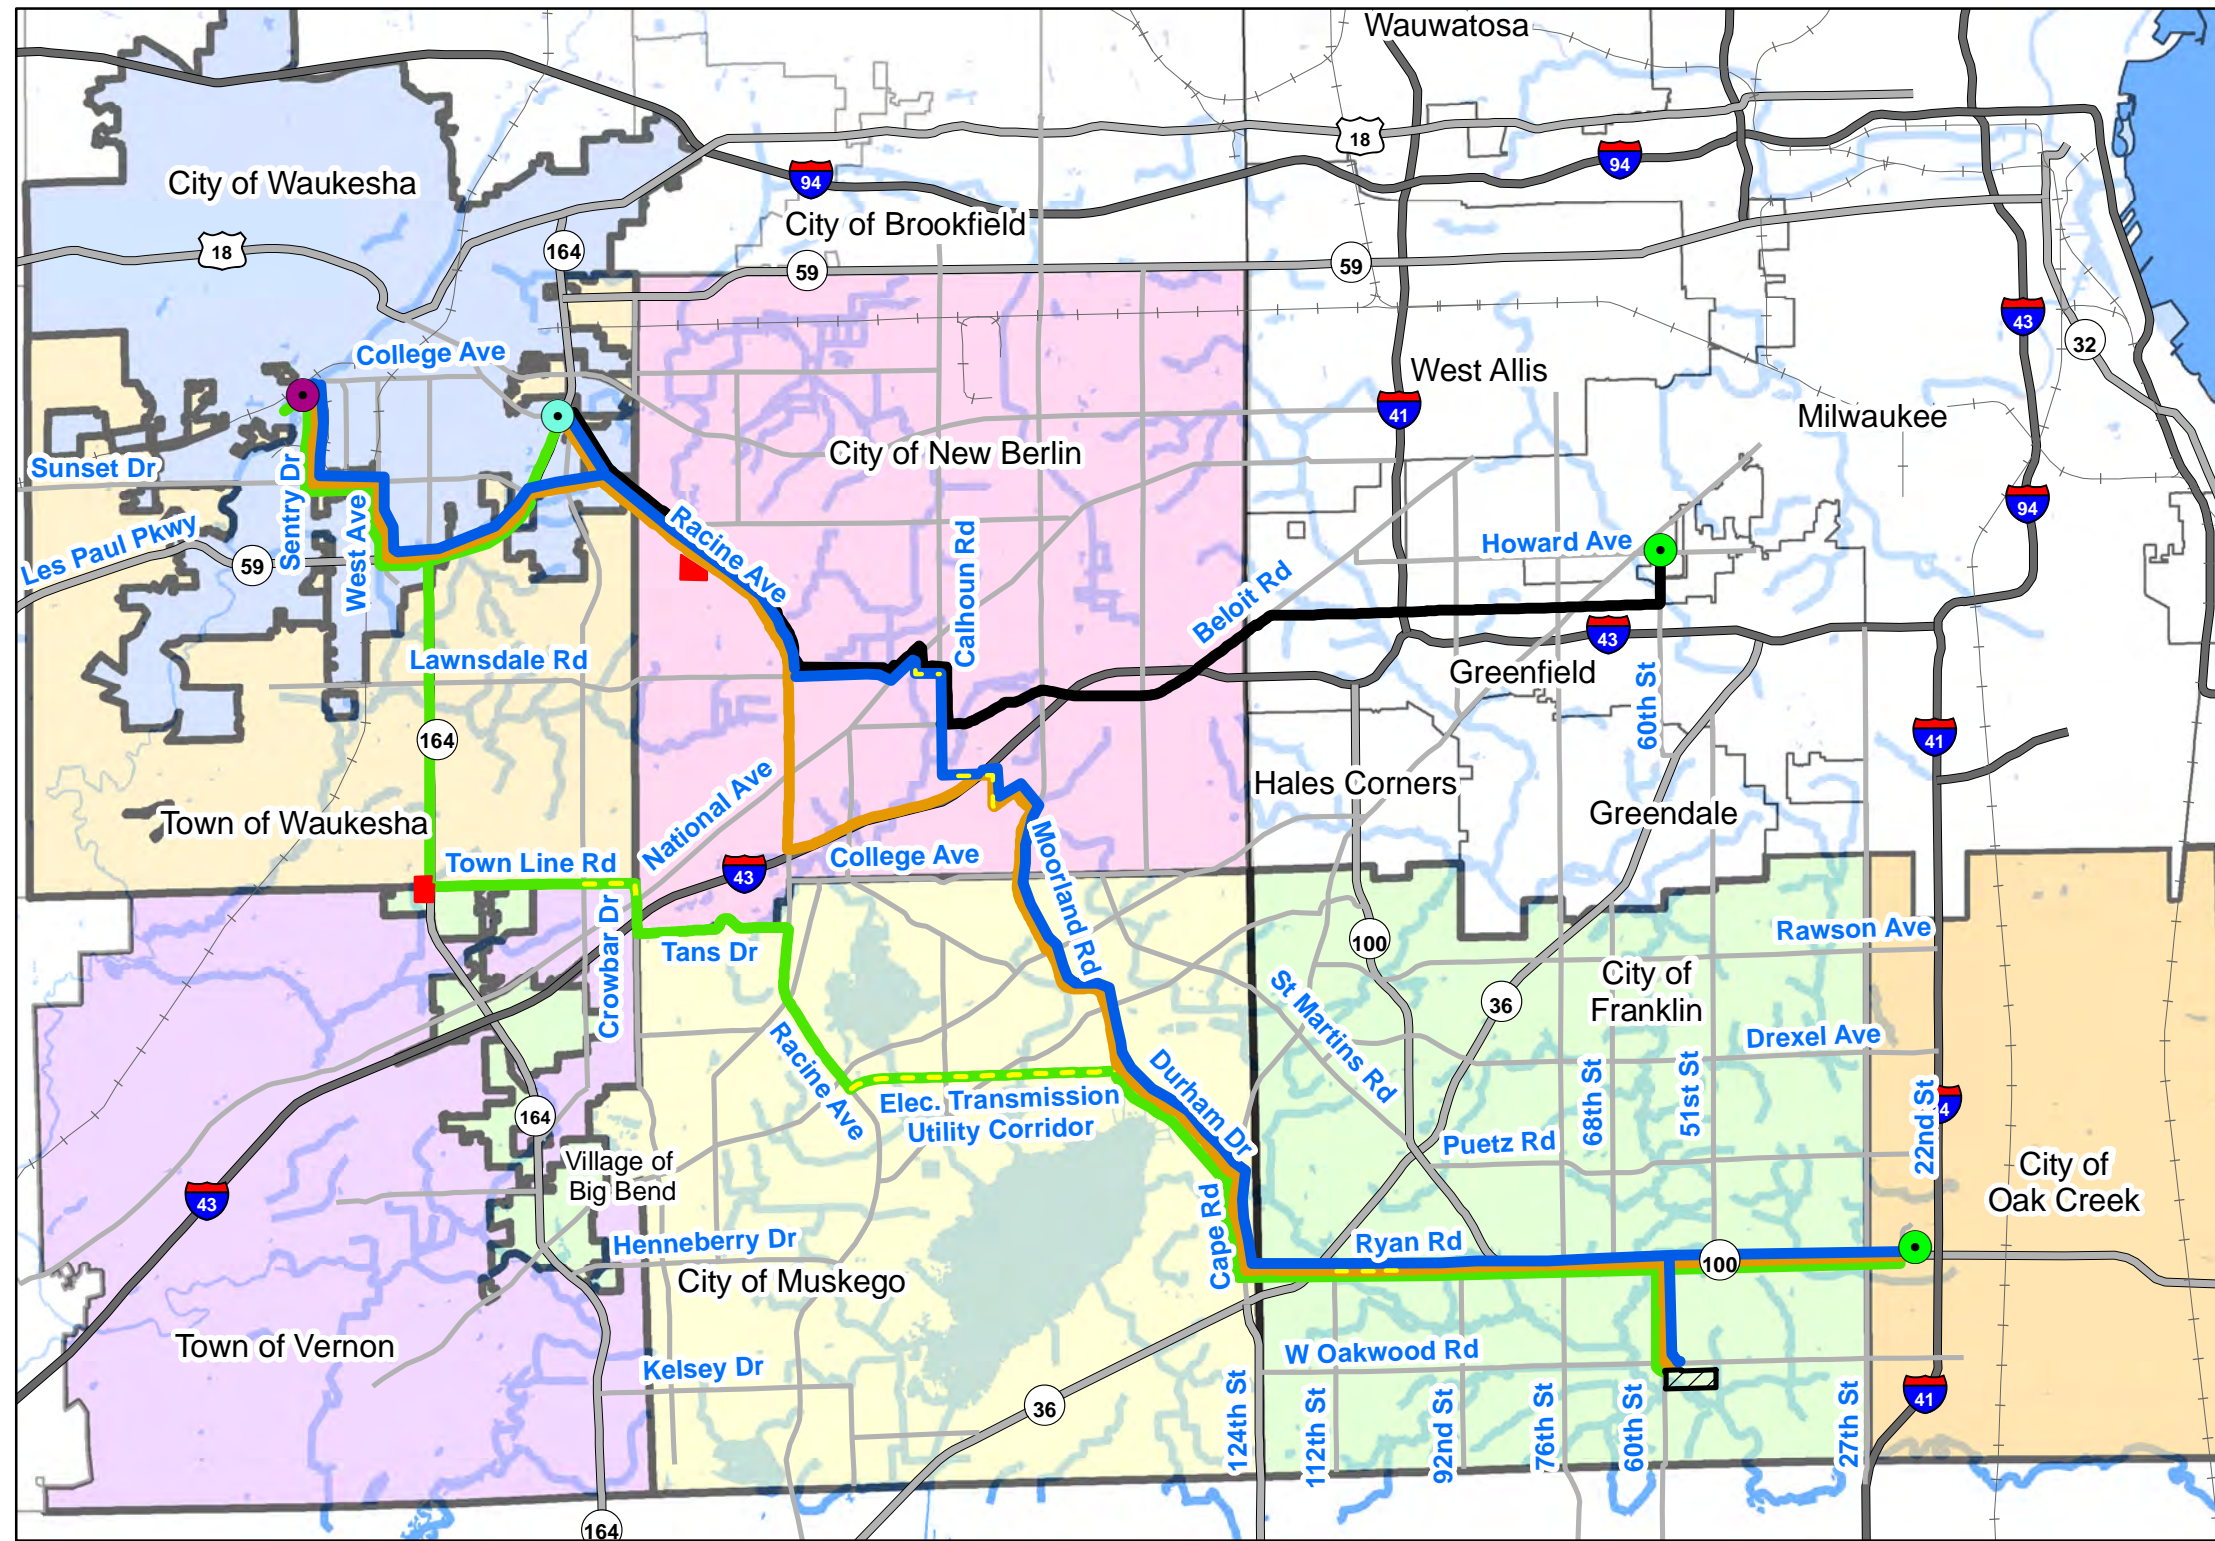 Wauwatosa
18
94
94
City of Waukesha
City of Brookfield
18
164
59
59
43
32
College Ave
West Allis
41
Milwaukee
City of New Berlin
Sunset Dr
Sentry Dr
West Ave
Racine Ave
Calhoun Rd
94
Les Paul Pkwy
59
Howard Ave
Beloit Rd
43
Lawnsdale Rd
Greenfield
60th St
164
41
National Ave
Hales Corners
Greendale
Town of Waukesha
Town Line Rd
43
College Ave
Moorland Rd
Crowbar Dr
Tans Dr
100
Rawson Ave
City of
Franklin
36
St Martins Rd
Racine Ave
Drexel Ave
Durham Dr
Elec. Transmission
Utility Corridor
68th St
51st St
22nd St
4
164
Puetz Rd
Village of
Big Bend
City of
Oak Creek
43
Cape Rd
Henneberry Dr
Ryan Rd
100
City of Muskego
Town of Vernon
W Oakwood Rd
Kelsey Dr
36
41
124th St
112th St
92nd St
76th St
60th St
27th St
164